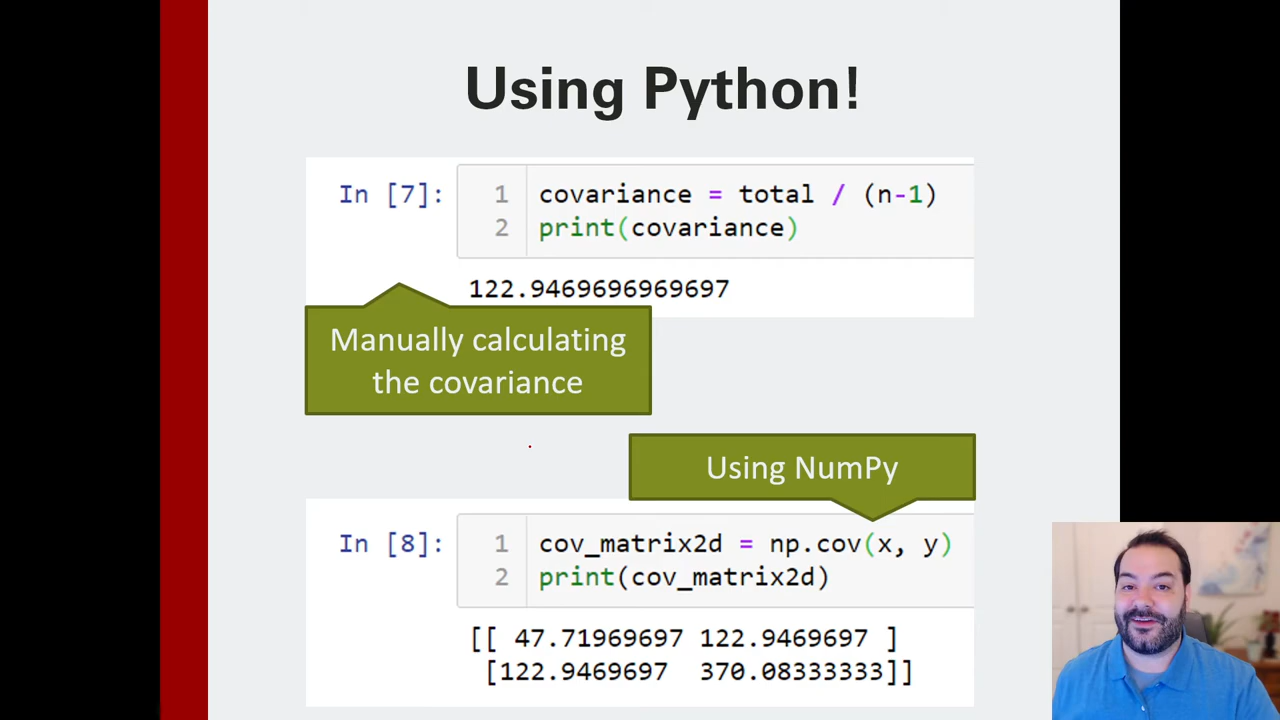 Using Python!
In [7]:
1 covariance = total / (n-1)
2 print(covariance)
122.9469696969697
Manually calculating
the covariance
Using NumPy
In [8]:
1 cov_matrix2d = np.cov(x, y)
2 print(cov_matrix2d)
[[ 47.71969697 122.9469697 ]
[122.9469697 370.08333333]]